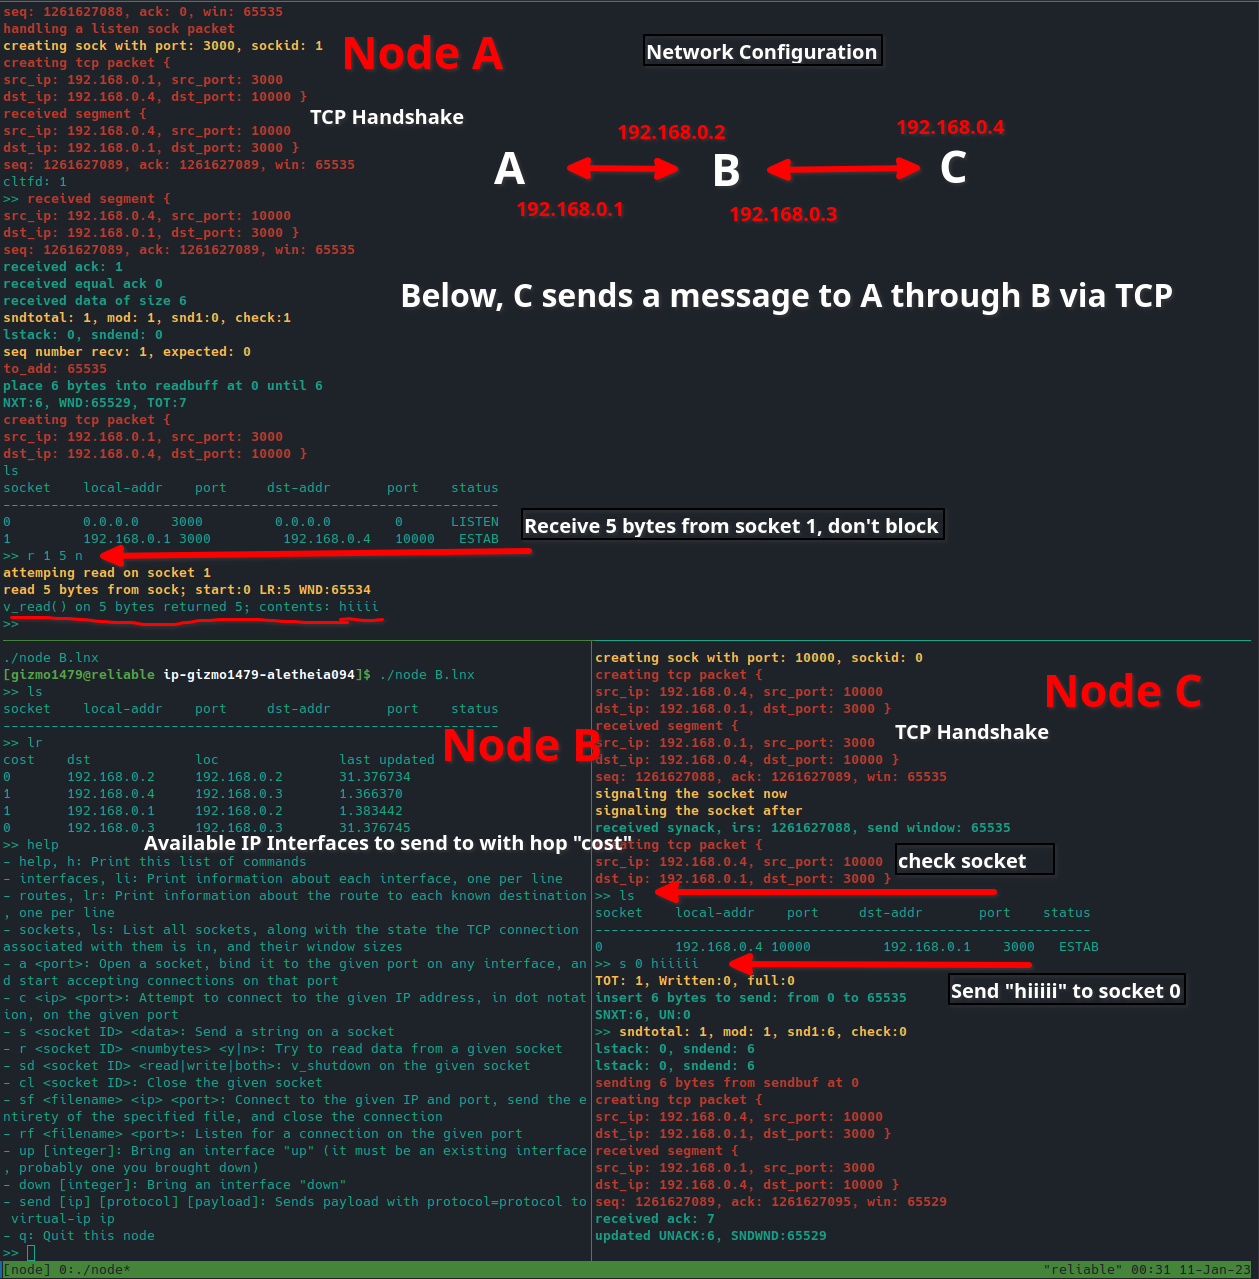 seq: 1261627088, ack: 0, win: 65535
handling a listen sock packet
creating sock with port: 3000, sockid: 1
Node A
Network Configuration
creating tcp packet {
src_ip: 192.168.0.1, src_port: 3000
dst_ip: 192.168.0.4, dst_port: 10000 }
received segment {
TCP Handshake
src_ip: 192.168.0.4, src_port: 10000
dst_ip: 192.168.0.1, dst_port: 3000 }
seq: 1261627089, ack: 1261627089, win: 65535
cltfd: 1
192.168.0.2
192.168.0.4
A B C
192.168.0.1
192.168.0.3
>> received segment {
src_ip: 192.168.0.4, src_port: 10000
dst_ip: 192.168.0.1, dst_port: 3000 }
seq: 1261627089, ack: 1261627089, win: 65535
received ack: 1
received equal ack 0
received data of size 6
Below, C sends a message to A through B via TCP
sndtotal: 1, mod: 1, snd1:0, check:1
lstack: 0, sndend: 0
seq number recv: 1, expected: 0
to_add: 65535
place 6 bytes into readbuff at 0 until 6
NXT:6, WND:65529, TOT:7
creating tcp packet {
src_ip: 192.168.0.1, src_port: 3000
dst_ip: 192.168.0.4, dst_port: 10000 }
ls
socket local-addr port dst-addr port status
--------------------------------------------------------------
0 0.0.0.0 3000 0.0.0.0 0 LISTEN
1 192.168.0.1 3000 192.168.0.4 10000 ESTAB
Receive 5 bytes from socket 1, don't block
>> r 1 5 n
attemping read on socket 1
read 5 bytes from sock; start:0 LR:5 WND:65534
v_read() on 5 bytes returned 5; contents: hiiii
>>
./node B.lnx
[gizmo1479@reliable ip-gizmo1479-aletheia094]$ ./node B.lnx
>> ls
socket local-addr port dst-addr port status
--------------------------------------------------------------
>> lr
Node B
cost dst loc last updated
0 192.168.0.2 192.168.0.2 31.376734
1 192.168.0.4 192.168.0.3 1.366370
1 192.168.0.1 192.168.0.2 1.383442
0 192.168.0.3 192.168.0.3 31.376745
Available IP Interfaces to send to with hop "cost"
>> help
- help, h: Print this list of commands
- interfaces, li: Print information about each interface, one per line
- routes, lr: Print information about the route to each known destination
, one per line
- sockets, ls: List all sockets, along with the state the TCP connection
associated with them is in, and their window sizes
- a <port>: Open a socket, bind it to the given port on any interface, an
d start accepting connections on that port
- c <ip> <port>: Attempt to connect to the given IP address, in dot notat
ion, on the given port
- s <socket ID> <data>: Send a string on a socket
- r <socket ID> <numbytes> <y|n>: Try to read data from a given socket
- sd <socket ID> <read|write|both>: v_shutdown on the given socket
- cl <socket ID>: Close the given socket
- sf <filename> <ip> <port>: Connect to the given IP and port, send the e
ntirety of the specified file, and close the connection
- rf <filename> <port>: Listen for a connection on the given port
- up [integer]: Bring an interface "up" (it must be an existing interface
, probably one you brought down)
- down [integer]: Bring an interface "down"
- send [ip] [protocol] [payload]: Sends payload with protocol=protocol to
virtual-ip ip
- q: Quit this node
>>
creating sock with port: 10000, sockid: 0
creating tcp packet {
Node C
src_ip: 192.168.0.4, src_port: 10000
dst_ip: 192.168.0.1, dst_port: 3000 }
received segment {
TCP Handshake
src_ip: 192.168.0.1, src_port: 3000
dst_ip: 192.168.0.4, dst_port: 10000 }
seq: 1261627088, ack: 1261627089, win: 65535
signaling the socket now
signaling the socket after
received synack, irs: 1261627088, send window: 65535
creating tcp packet {
src_ip: 192.168.0.4, src_port: 10000
check socket
dst_ip: 192.168.0.1, dst_port: 3000 }
>> ls
socket local-addr port dst-addr port status
--------------------------------------------------------------
0 192.168.0.4 10000 192.168.0.1 3000 ESTAB
>> s 0 hiiiii
Send "hiiiii" to socket 0
TOT: 1, Written:0, full:0
insert 6 bytes to send: from 0 to 65535
SNXT:6, UN:0
>> sndtotal: 1, mod: 1, snd1:6, check:0
lstack: 0, sndend: 6
lstack: 0, sndend: 6
sending 6 bytes from sendbuf at 0
creating tcp packet {
src_ip: 192.168.0.4, src_port: 10000
dst_ip: 192.168.0.1, dst_port: 3000 }
received segment {
src_ip: 192.168.0.1, src_port: 3000
dst_ip: 192.168.0.4, dst_port: 10000 }
seq: 1261627089, ack: 1261627095, win: 65529
received ack: 7
updated UNACK:6, SNDWND:65529
[node] 0:./node* "reliable" 00:31 11-Jan-23